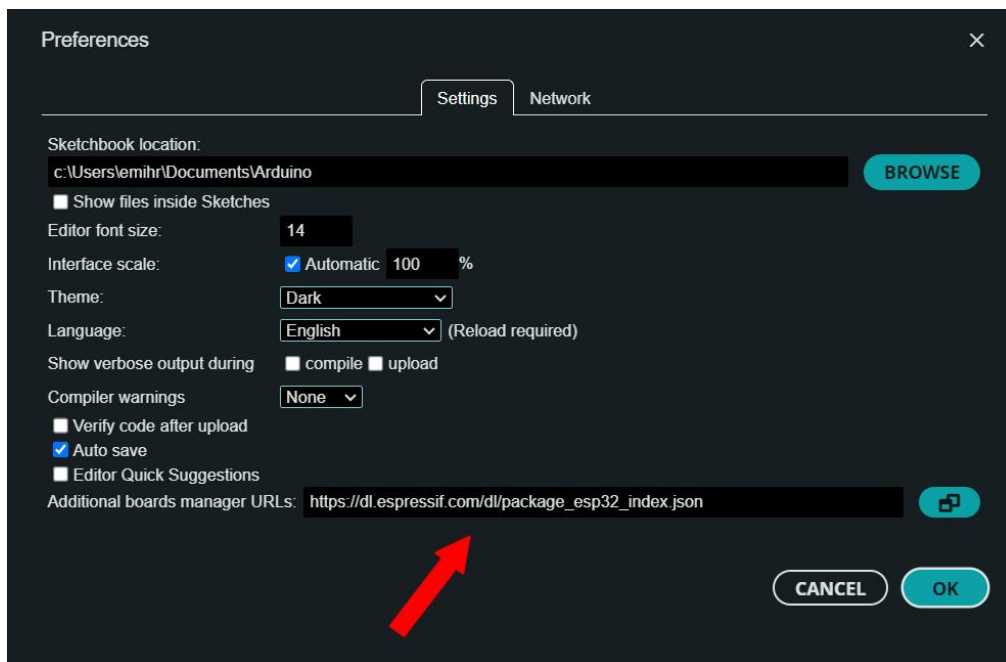 Preferences
Settings Network
Sketchbook location:
c:\Users\emihr\Documents\Arduino BROWSE
Show files inside Sketches
Editor font size: 14
Interface scale: Automatic 100 %
Theme: Dark
Language: English (Reload required)
Show verbose output during compile upload
Compiler warnings None
Verify code after upload
Auto save
Editor Quick Suggestions
Additional boards manager URLs: https://dl.espressif.com/dl/package_esp32_index.json
CANCEL OK